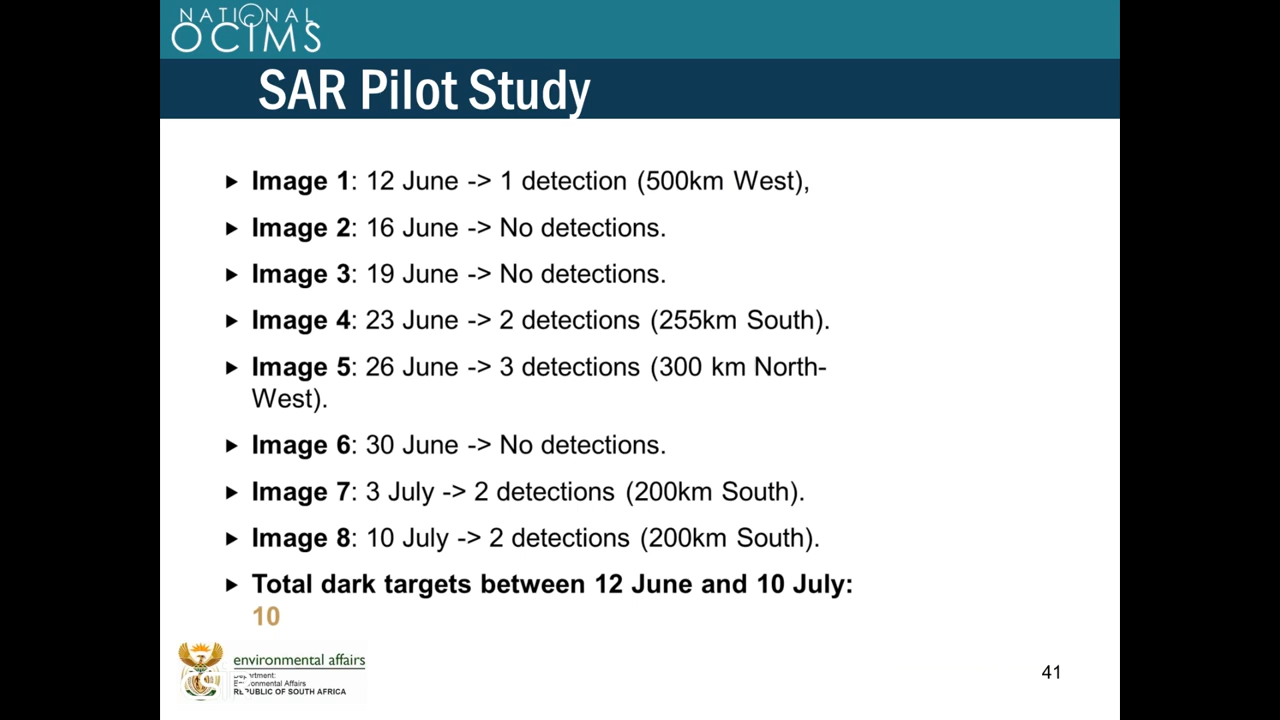 NATIONAL
OCIMS
SAR Pilot Study
Image 1: 12 June -> 1 detection (500km West),
Image 2: 16 June -> No detections.
Image 3: 19 June -> No detections.
Image 4: 23 June -> 2 detections (255km South).
Image 5: 26 June -> 3 detections (300 km North-
West).
Image 6: 30 June -> No detections.
Image 7: 3 July -> 2 detections (200km South).
Image 8: 10 July -> 2 detections (200km South).
Total dark targets between 12 June and 10 July:
10
environmental affairs
Environmental Affairs
REPUBLIC OF SOUTH AFRICA
41